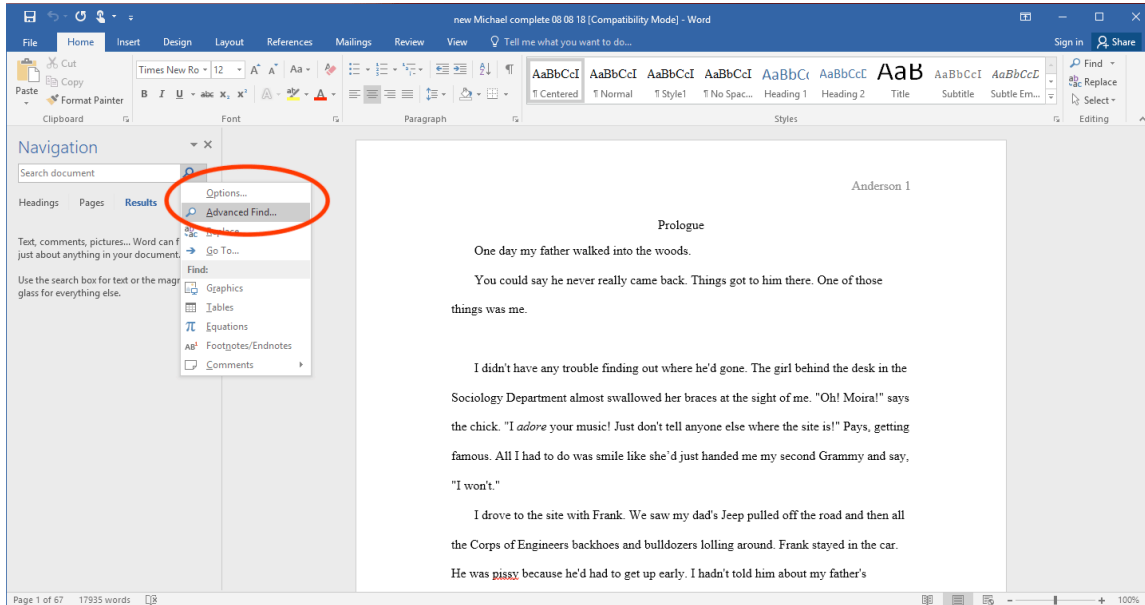 new Michael complete 08 08 18 [Compatibility Mode] - Word
File Home Insert Design Layout References Mailings Review View Tell me what you want to do... Sign in Share
Paste
Cut
Copy
Format Painter
Clipboard
Times New Ro 12 A A Aa
B I U abc X₂ X² A aby A
Font
Paragraph
AaBbCcI AaBbCcI AaBbCcI AaBbCcI AaBbC AaBbCcD AaB AaBbCcI AaBbCcD
¶ Centered ¶ Normal ¶ Style1 ¶ No Spac... Heading 1 Heading 2 Title Subtitle Subtle Em...
Styles
Find
Replace
Select
Editing
Navigation
Search document
Headings Pages Results
Text, comments, pictures... Word can f
just about anything in your document.
Use the search box for text or the magr
glass for everything else.
Options...
Advanced Find...
Replace...
Go To...
Find:
Graphics
Tables
Equations
Footnotes/Endnotes
Comments
Anderson 1
Prologue
One day my father walked into the woods.
You could say he never really came back. Things got to him there. One of those
things was me.
I didn't have any trouble finding out where he'd gone. The girl behind the desk in the
Sociology Department almost swallowed her braces at the sight of me. "Oh! Moira!" says
the chick. "I adore your music! Just don't tell anyone else where the site is!" Pays, getting
famous. All I had to do was smile like she’d just handed me my second Grammy and say,
"I won't."
I drove to the site with Frank. We saw my dad's Jeep pulled off the road and then all
the Corps of Engineers backhoes and bulldozers lolling around. Frank stayed in the car.
He was pissy because he'd had to get up early. I hadn't told him about my father's
Page 1 of 67 17935 words 100%